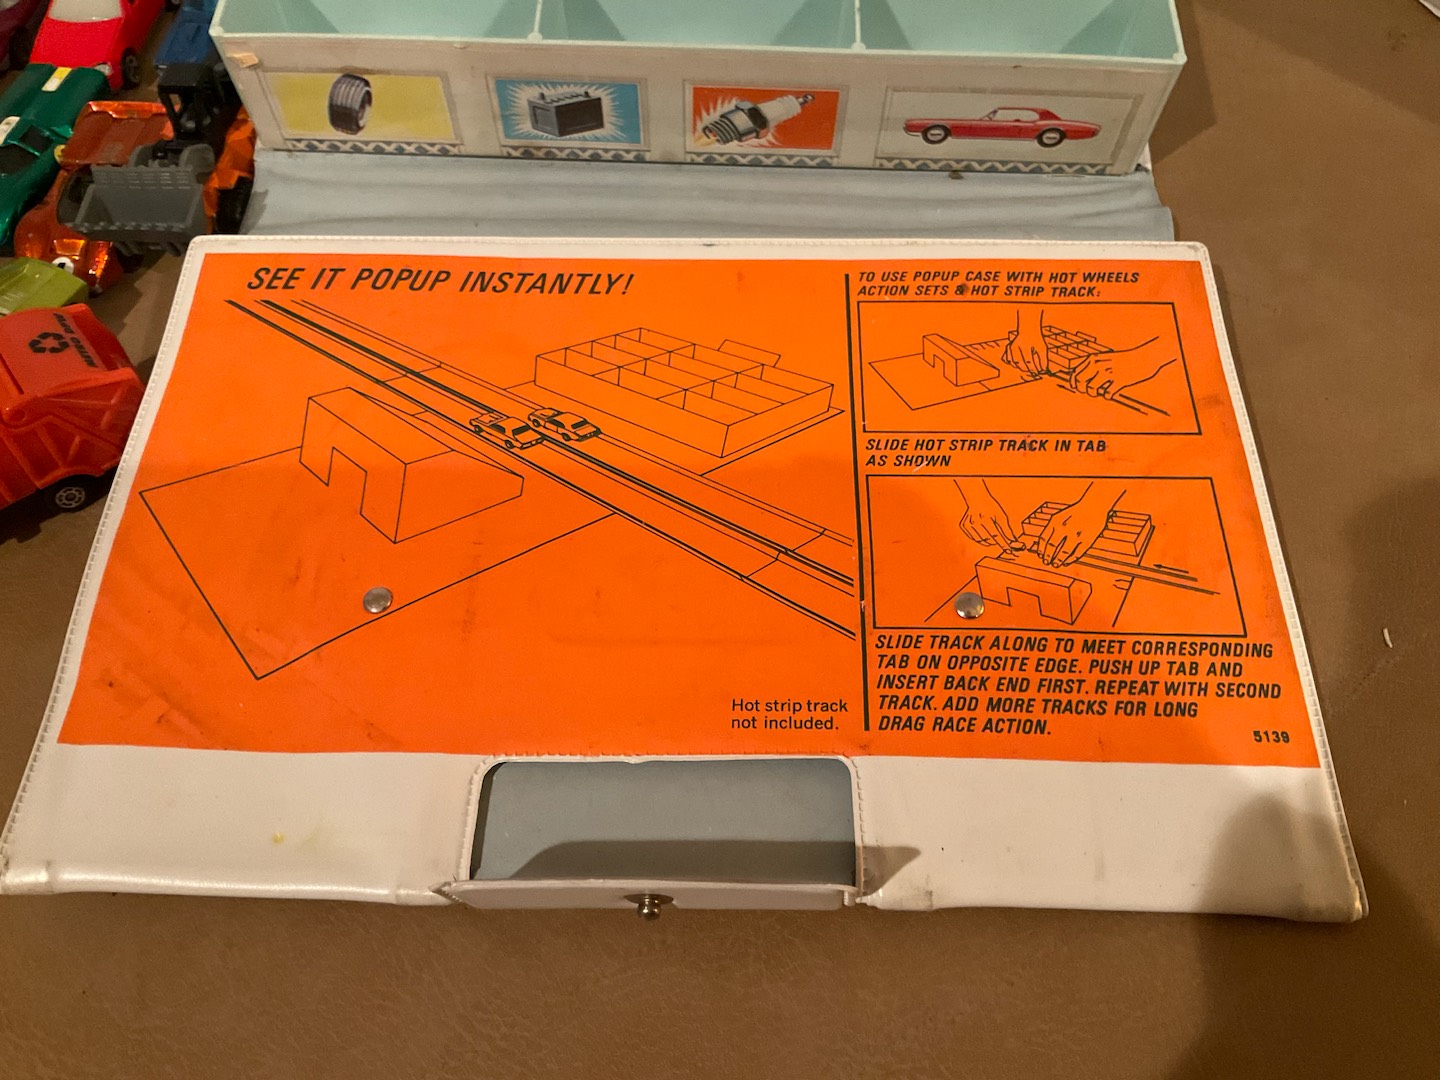 SEE IT POPUP INSTANTLY!
TO USE POPUP CASE WITH HOT WHEELS
ACTION SETS & HOT STRIP TRACK:
SLIDE HOT STRIP TRACK IN TAB
AS SHOWN
SLIDE TRACK ALONG TO MEET CORRESPONDING
TAB ON OPPOSITE EDGE. PUSH UP TAB AND
INSERT BACK END FIRST. REPEAT WITH SECOND
TRACK. ADD MORE TRACKS FOR LONG
DRAG RACE ACTION.
Hot strip track
not included.
5139